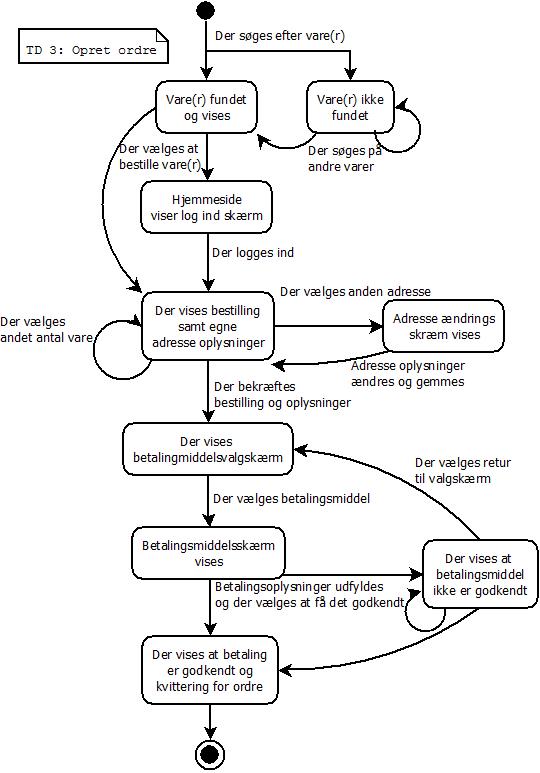 TD 3: Opret ordre
Der søges efter vare(r)
Vare(r) fundet
og vises
Vare(r) ikke
fundet
Der søges på
andre varer
Der vælges at
bestille vare(r)
Hjemmeside
viser log ind skærm
Der logges ind
Der vælges
andet antal vare
Der vises bestilling
samt egne
adresse oplysninger
Der vælges anden adresse
Adresse ændrings
skræm vises
Adresse oplysninger
ændres og gemmes
Der bekræftes
bestilling og oplysninger
Der vises
betalingmiddelsvalgskærm
Der vælges retur
til valgskærm
Der vælges betalingsmiddel
Betalingsmiddelsskærm
vises
Der vises at
betalingsmiddel
ikke er godkendt
Betalingsoplysninger udfyldes
og der vælges at få det godkendt
Der vises at betaling
er godkendt og
kvittering for ordre